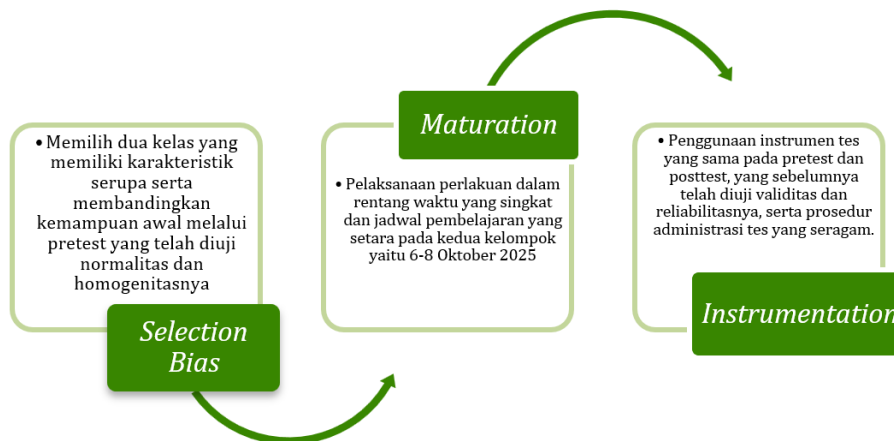 • Memilih dua kelas yang
memiliki karakteristik
serupa serta
membandingkan
kemampuan awal melalui
pretest yang telah diuji
normalitas dan
homogenitasnya
Selection
Bias
Maturation
• Pelaksanaan perlakuan dalam
rentang waktu yang singkat
dan jadwal pembelajaran yang
setara pada kedua kelompok
yaitu 6-8 Oktober 2025
• Penggunaan instrumen tes
yang sama pada pretest dan
posttest, yang sebelumnya
telah diuji validitas dan
reliabilitasnya, serta prosedur
administrasi tes yang seragam.
Instrumentation